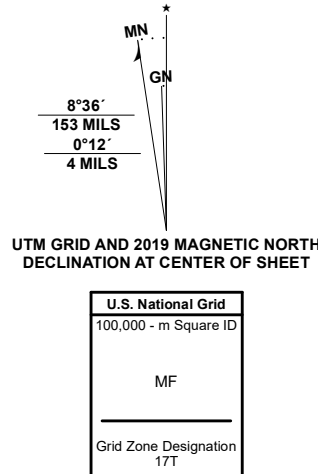 ★
MN
GN
8°36´
153 MILS
0°12´
4 MILS
UTM GRID AND 2019 MAGNETIC NORTH
DECLINATION AT CENTER OF SHEET
U.S. National Grid
100,000 - m Square ID
MF
Grid Zone Designation
17T